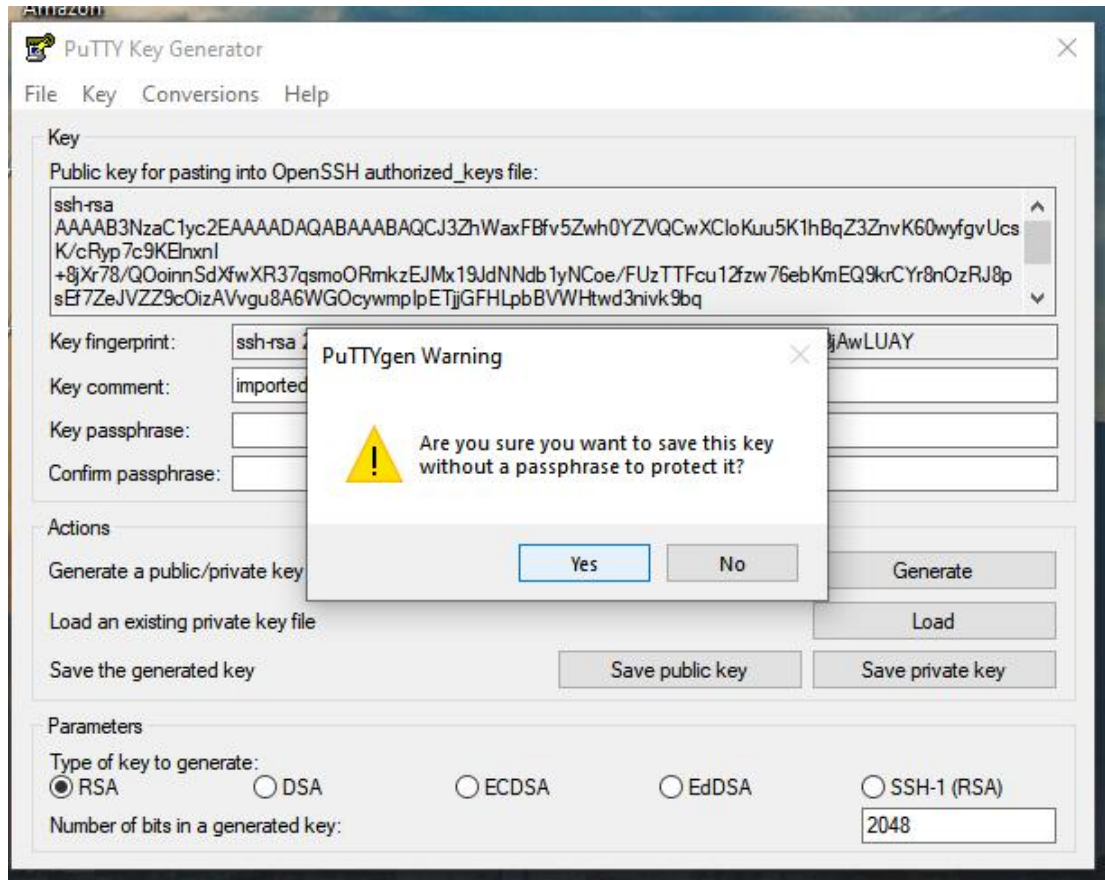 Amazon
PuTTY Key Generator
File Key Conversions Help
Key
Public key for pasting into OpenSSH authorized_keys file:
ssh-rsa
AAAAB3NzaC1yc2EAAAADAQABAAABAQCJ3ZhWaxFBfv5Zwh0YZVQCwXCloKuu5K1hBqZ3ZnvK60wyfgvUcs
K/cRyp7c9KElnxnl
+8jXr78/QOoinnSdXfwXR37qsmoORmkzEJMx19JdNNdb1yNCoe/FUzTTFcu12fzw76ebKmEQ9krCYr8nOzRJ8p
sEf7ZeJVZZ9cOizAVvgu8A6WGOcywmpIpETjjGFHLpbBVWHtwd3nivk9bq
Key fingerprint: ssh-rsa jAwLUAY
Key comment: imported
Key passphrase:
Confirm passphrase:
PuTTYgen Warning
Are you sure you want to save this key
without a passphrase to protect it?
Yes No
Actions
Generate a public/private key Generate
Load an existing private key file Load
Save the generated key Save public key Save private key
Parameters
Type of key to generate:
RSA DSA ECDSA EdDSA SSH-1 (RSA)
Number of bits in a generated key: 2048